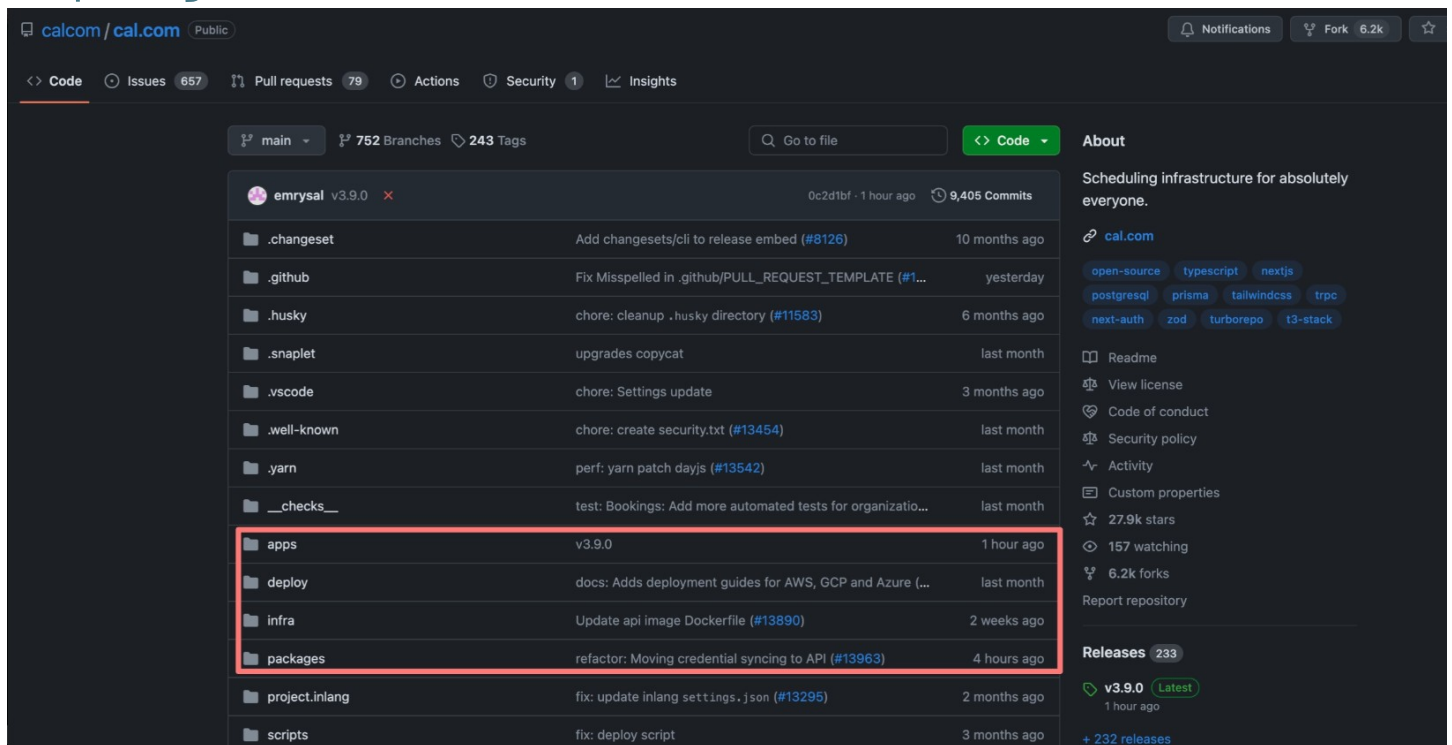 calcom / cal.com Public
Notifications Fork 6.2k
Code Issues 657 Pull requests 79 Actions Security 1 Insights
main 752 Branches 243 Tags Go to file Code
emrysal v3.9.0 0c2d1bf · 1 hour ago 9,405 Commits
.changeset Add changesets/cli to release embed (#8126) 10 months ago
.github Fix Misspelled in .github/PULL_REQUEST_TEMPLATE (#1... yesterday
.husky chore: cleanup .husky directory (#11583) 6 months ago
.snaplet upgrades copycat last month
.vscode chore: Settings update 3 months ago
.well-known chore: create security.txt (#13454) last month
.yarn perf: yarn patch dayjs (#13542) last month
__checks__ test: Bookings: Add more automated tests for organizatio... last month
apps v3.9.0 1 hour ago
deploy docs: Adds deployment guides for AWS, GCP and Azure (... last month
infra Update api image Dockerfile (#13890) 2 weeks ago
packages refactor: Moving credential syncing to API (#13963) 4 hours ago
project.inlang fix: update inlang settings.json (#13295) 2 months ago
scripts fix: deploy script 3 months ago
About
Scheduling infrastructure for absolutely
everyone.
cal.com
open-source typescript nextjs
postgresql prisma tailwindcss trpc
next-auth zod turborepo t3-stack
Readme
View license
Code of conduct
Security policy
Activity
Custom properties
27.9k stars
157 watching
6.2k forks
Report repository
Releases 233
v3.9.0 Latest
1 hour ago
+ 232 releases